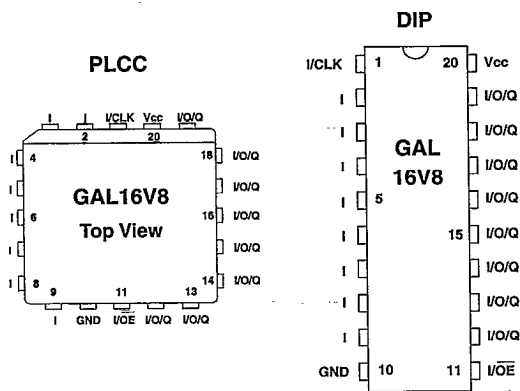 PLCC
I I I/CLK Vcc I/O/Q
2 20
I 4 18 I/O/Q
I I/O/Q
I 6 GAL16V8 16 I/O/Q
Top View
I I/O/Q
I 8 14 I/O/Q
9 11 13
I GND I/OE I/O/Q I/O/Q
DIP
I/CLK 1 20 Vcc
I I/O/Q
I I/O/Q
GAL
I I/O/Q
16V8
I 5 I/O/Q
I 15 I/O/Q
I I/O/Q
I I/O/Q
I I/O/Q
GND 10 11 I/OE